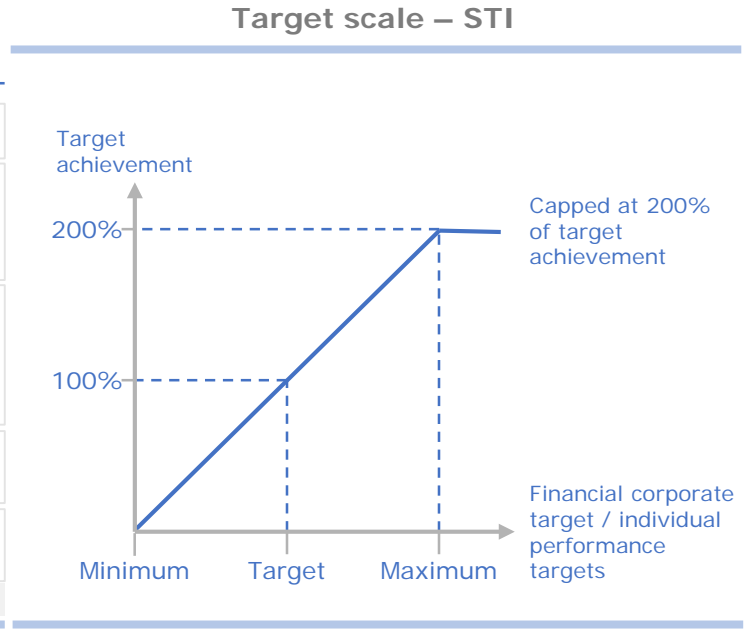 Target scale – STI
Target
achievement
200%
Capped at 200%
of target
achievement
100%
Financial corporate
target / individual
performance
targets
Minimum
Target
Maximum